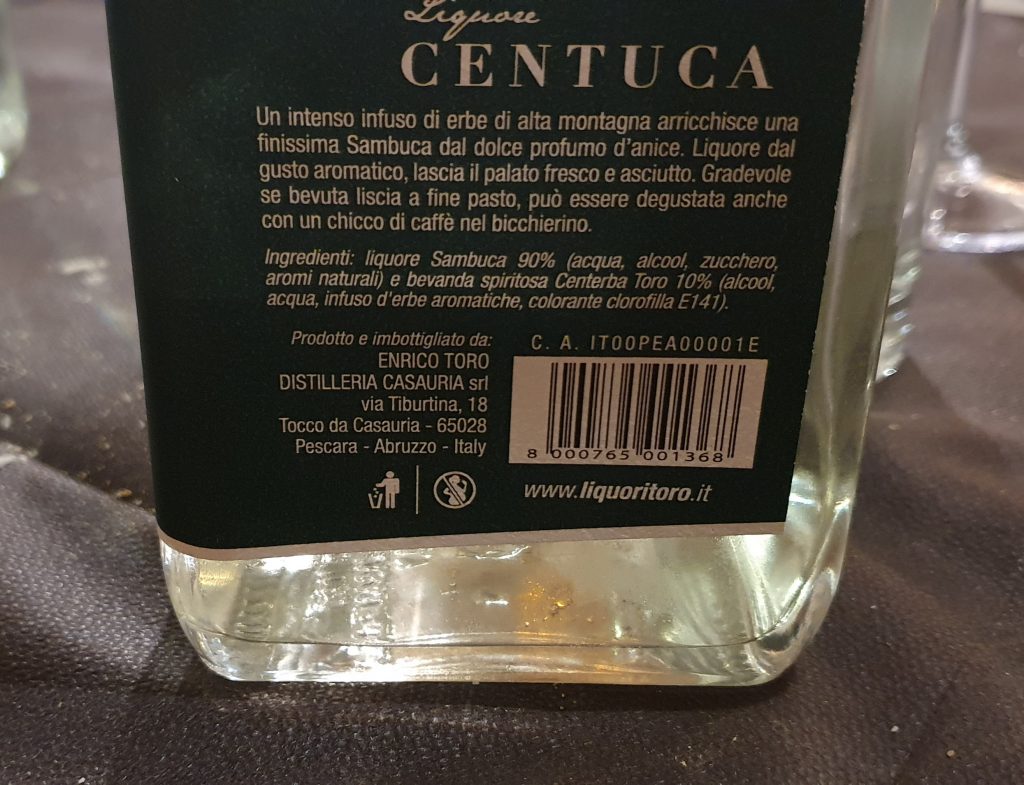 Liquore
CENTUCA
Un intenso infuso di erbe di alta montagna arricchisce una
finissima Sambuca dal dolce profumo d'anice. Liquore dal
gusto aromatico, lascia il palato fresco e asciutto. Gradevole
se bevuta liscia a fine pasto, può essere degustata anche
con un chicco di caffè nel bicchierino.
Ingredienti: liquore Sambuca 90% (acqua, alcool, zucchero,
aromi naturali) e bevanda spiritosa Centerba Toro 10% (alcool,
acqua, infuso d'erbe aromatiche, colorante clorofilla E141).
Prodotto e imbottigliato da:
ENRICO TORO
DISTILLERIA CASAURIA srl
via Tiburtina, 18
Tocco da Casauria - 65028
Pescara - Abruzzo - Italy
C. A. IT00PEA00001E
8 000765 001368
www.liquoritoro.it